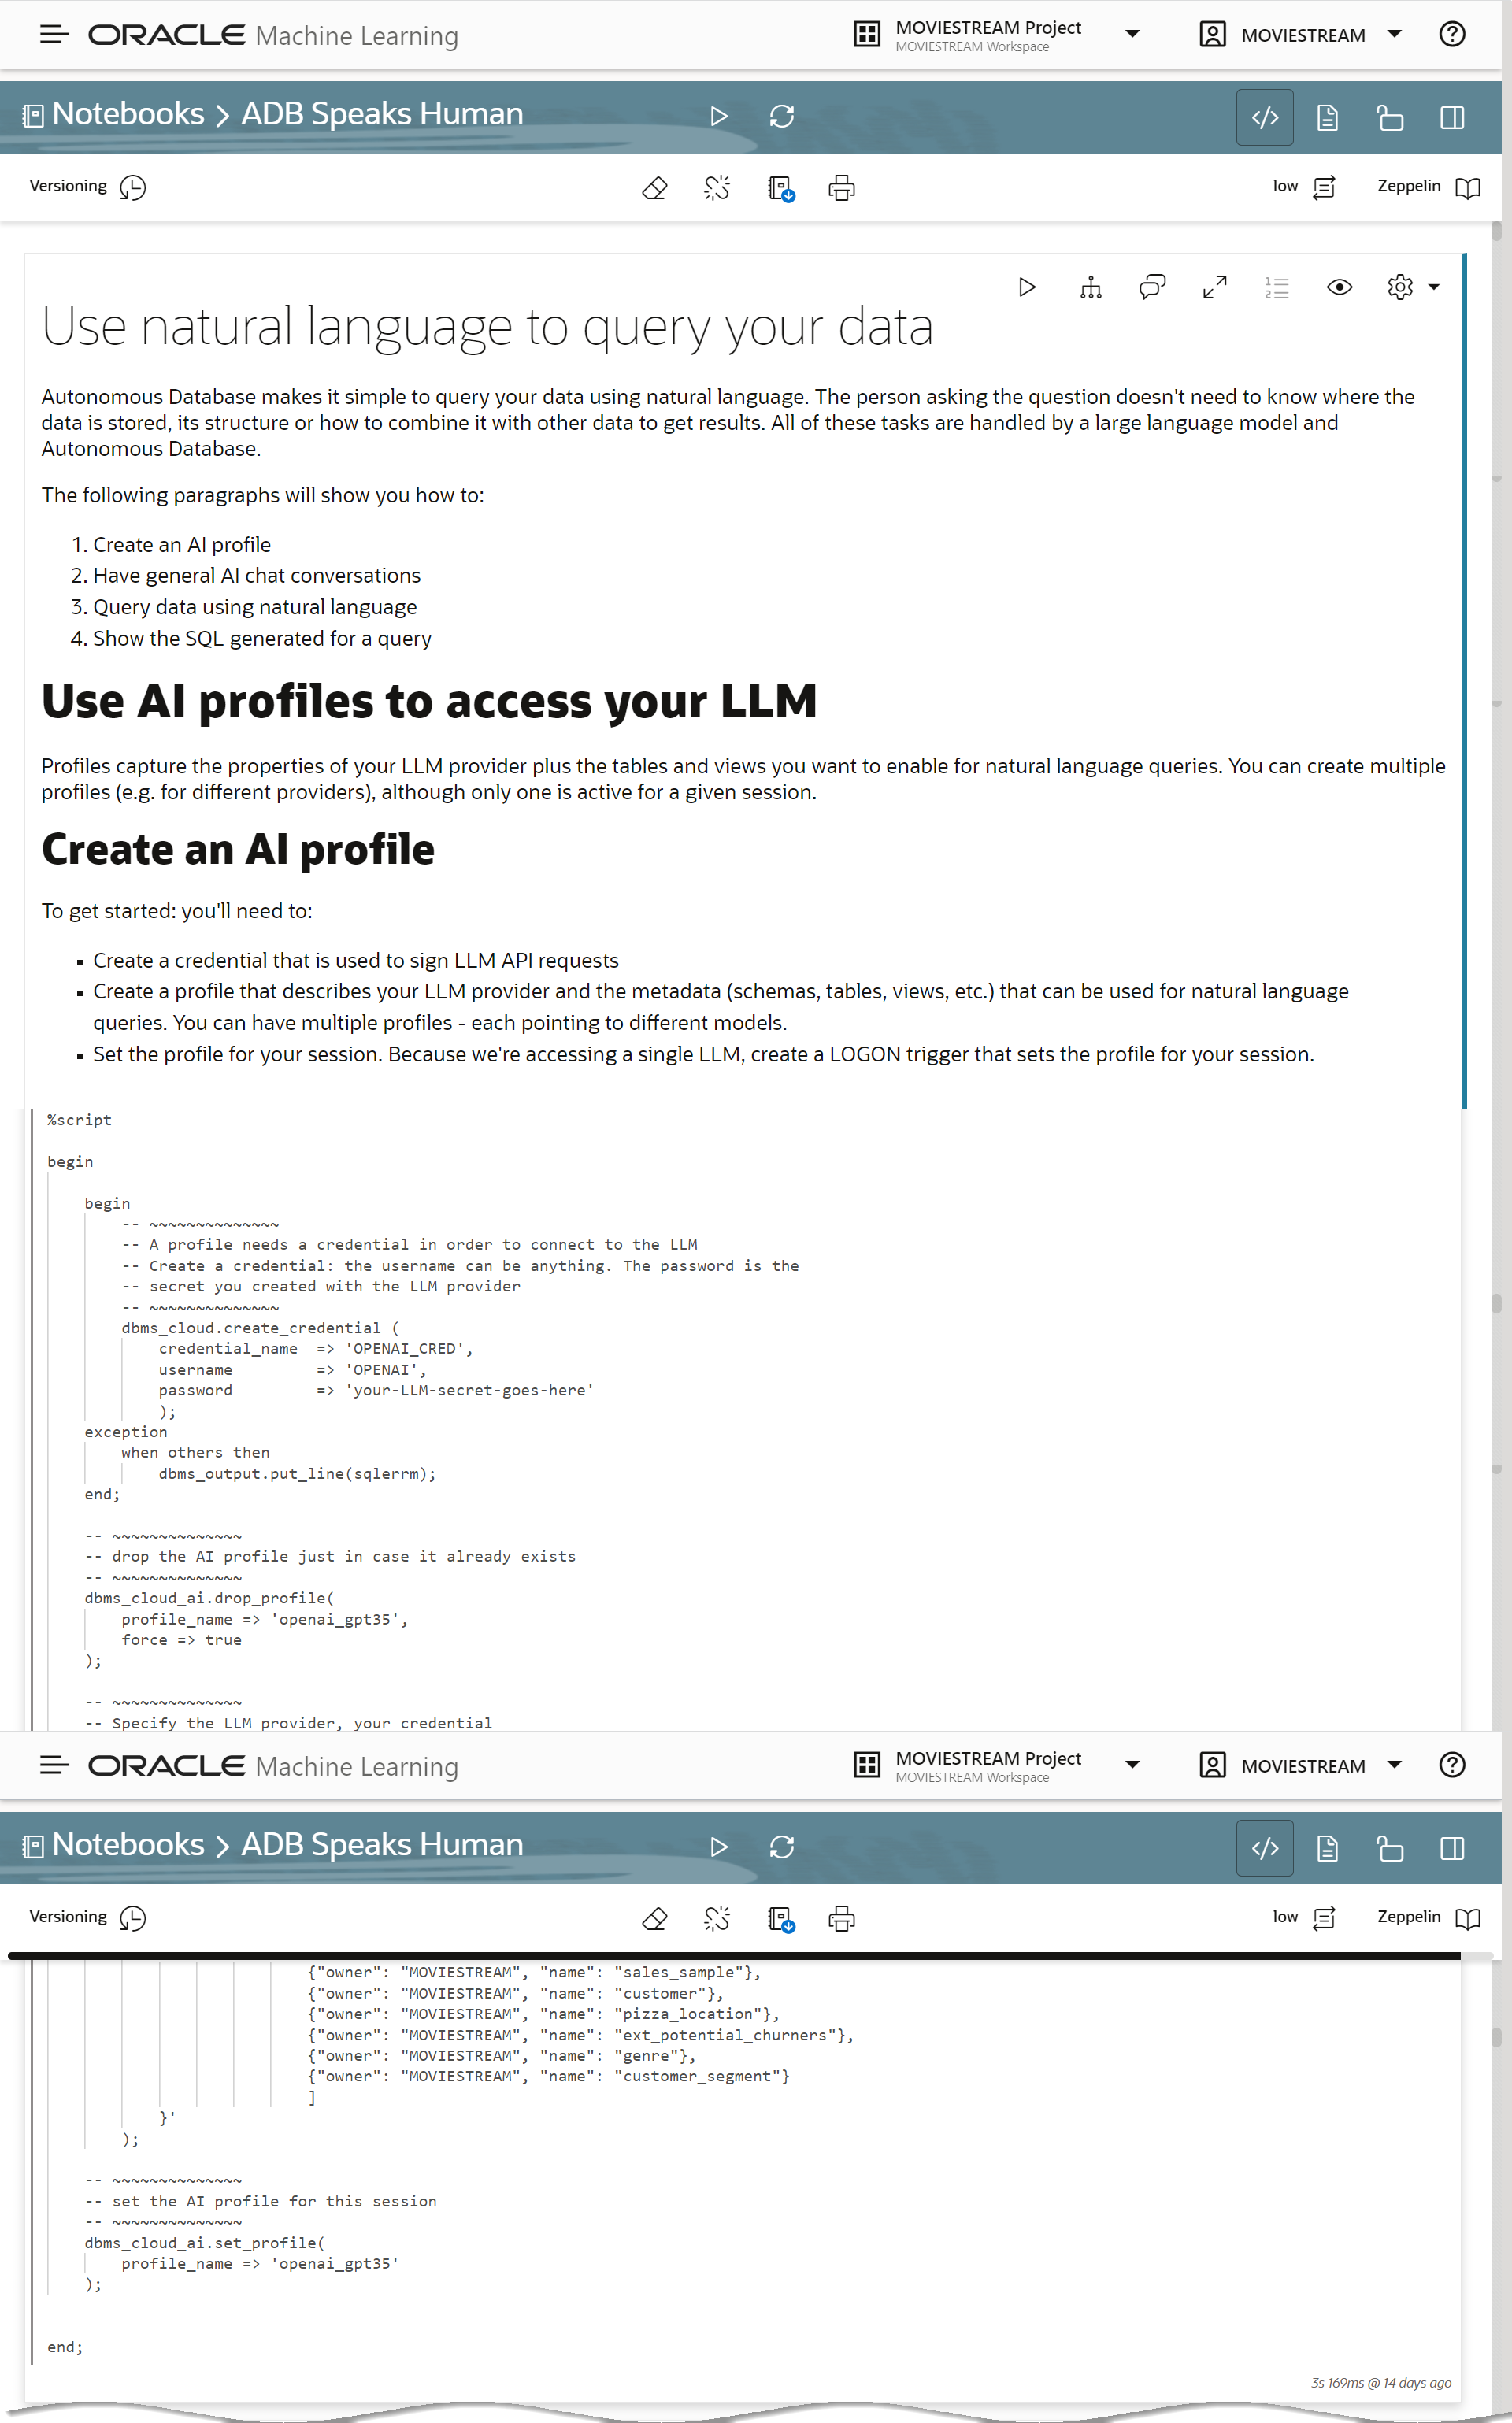 ORACLE Machine Learning
MOVIESTREAM Project
MOVIESTREAM Workspace
MOVIESTREAM
Notebooks > ADB Speaks Human
Versioning
low
Zeppelin
Use natural language to query your data
Autonomous Database makes it simple to query your data using natural language. The person asking the question doesn't need to know where the
data is stored, its structure or how to combine it with other data to get results. All of these tasks are handled by a large language model and
Autonomous Database.
The following paragraphs will show you how to:
1. Create an AI profile
2. Have general AI chat conversations
3. Query data using natural language
4. Show the SQL generated for a query
Use AI profiles to access your LLM
Profiles capture the properties of your LLM provider plus the tables and views you want to enable for natural language queries. You can create multiple
profiles (e.g. for different providers), although only one is active for a given session.
Create an AI profile
To get started: you'll need to:
▪ Create a credential that is used to sign LLM API requests
▪ Create a profile that describes your LLM provider and the metadata (schemas, tables, views, etc.) that can be used for natural language
queries. You can have multiple profiles - each pointing to different models.
▪ Set the profile for your session. Because we're accessing a single LLM, create a LOGON trigger that sets the profile for your session.
%script
begin
begin
-- ~~~~~~~~~~~~~~
-- A profile needs a credential in order to connect to the LLM
-- Create a credential: the username can be anything. The password is the
-- secret you created with the LLM provider
-- ~~~~~~~~~~~~~~
dbms_cloud.create_credential (
credential_name => 'OPENAI_CRED',
username => 'OPENAI',
password => 'your-LLM-secret-goes-here'
);
exception
when others then
dbms_output.put_line(sqlerrm);
end;
-- ~~~~~~~~~~~~~~
-- drop the AI profile just in case it already exists
-- ~~~~~~~~~~~~~~
dbms_cloud_ai.drop_profile(
profile_name => 'openai_gpt35',
force => true
);
-- ~~~~~~~~~~~~~~
-- Specify the LLM provider, your credential
ORACLE Machine Learning
MOVIESTREAM Project
MOVIESTREAM Workspace
MOVIESTREAM
Notebooks > ADB Speaks Human
Versioning
low
Zeppelin
{"owner": "MOVIESTREAM", "name": "sales_sample"},
{"owner": "MOVIESTREAM", "name": "customer"},
{"owner": "MOVIESTREAM", "name": "pizza_location"},
{"owner": "MOVIESTREAM", "name": "ext_potential_churners"},
{"owner": "MOVIESTREAM", "name": "genre"},
{"owner": "MOVIESTREAM", "name": "customer_segment"}
]
}'
);
-- ~~~~~~~~~~~~~~
-- set the AI profile for this session
-- ~~~~~~~~~~~~~~
dbms_cloud_ai.set_profile(
profile_name => 'openai_gpt35'
);
end;
3s 169ms @ 14 days ago